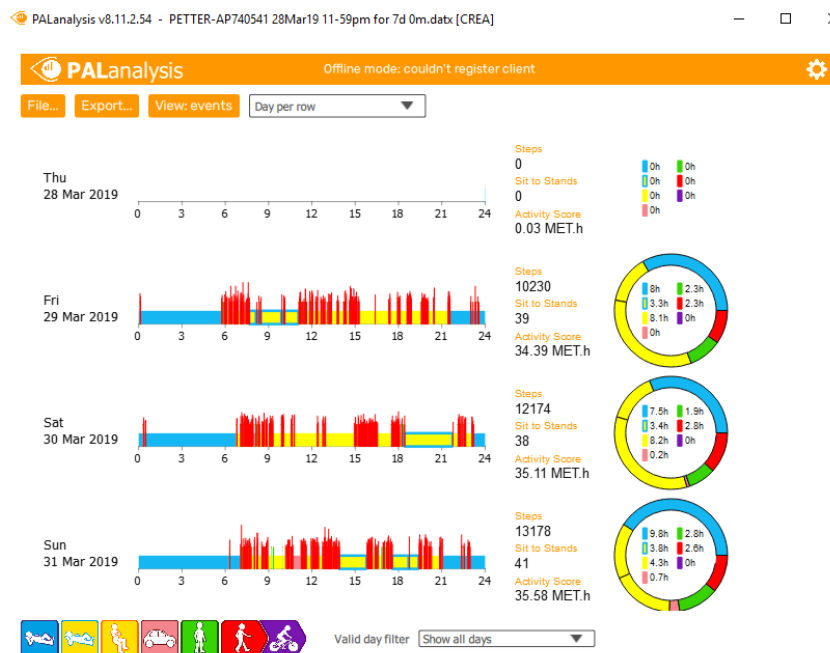 PALanalysis v8.11.2.54 - PETTER-AP740541 28Mar19 11-59pm for 7d 0m.datx [CREA]
PALanalysis
Offline mode: couldn't register client
File... Export... View: events Day per row
Thu
28 Mar 2019
0 3 6 9 12 15 18 21 24
Steps
0
Sit to Stands
0
Activity Score
0.03 MET.h
0h 0h
0h 0h
0h 0h
0h
Fri
29 Mar 2019
0 3 6 9 12 15 18 21 24
Steps
10230
Sit to Stands
39
Activity Score
34.39 MET.h
8h 2.3h
3.3h 2.3h
8.1h 0h
0h
Sat
30 Mar 2019
0 3 6 9 12 15 18 21 24
Steps
12174
Sit to Stands
38
Activity Score
35.11 MET.h
7.5h 1.9h
3.4h 2.8h
8.2h 0h
0.2h
Sun
31 Mar 2019
0 3 6 9 12 15 18 21 24
Steps
13178
Sit to Stands
41
Activity Score
35.58 MET.h
9.8h 2.8h
3.8h 2.6h
4.3h 0h
0.7h
Valid day filter Show all days